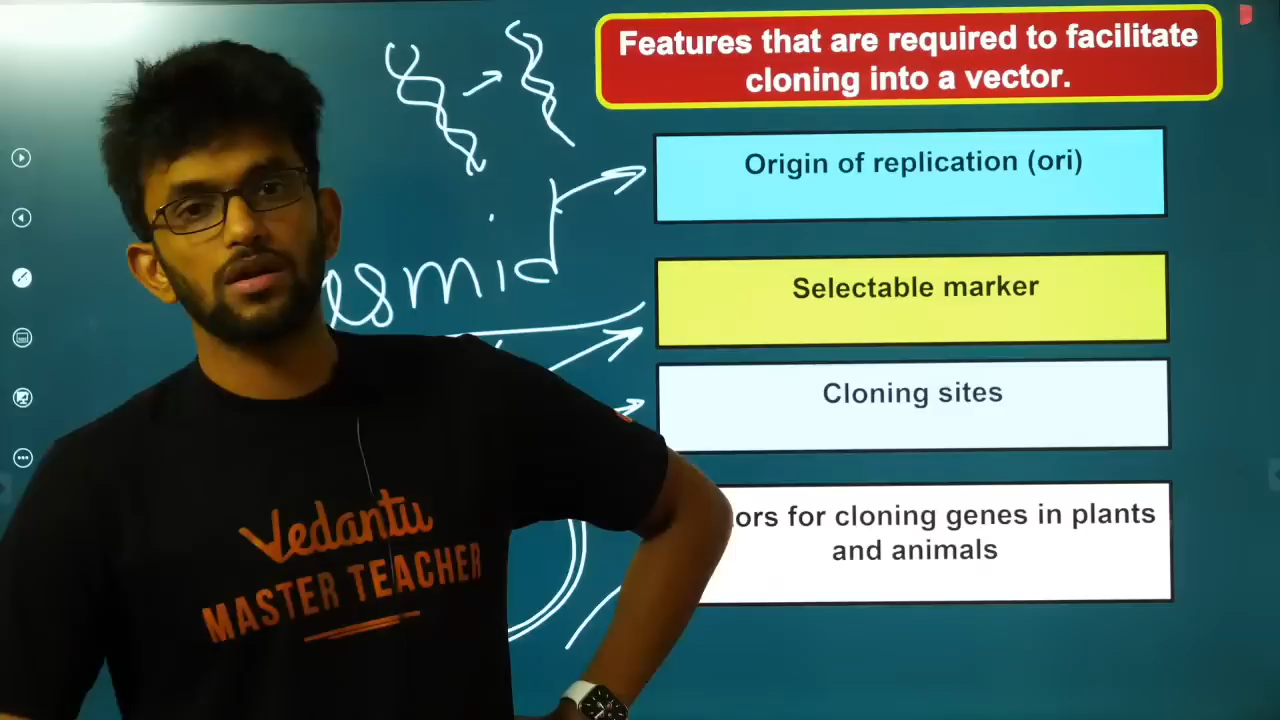 Features that are required to facilitate
cloning into a vector.
Origin of replication (ori)
Selectable marker
Cloning sites
for cloning genes in plants
and animals
Vedantu
MASTER TEACHER